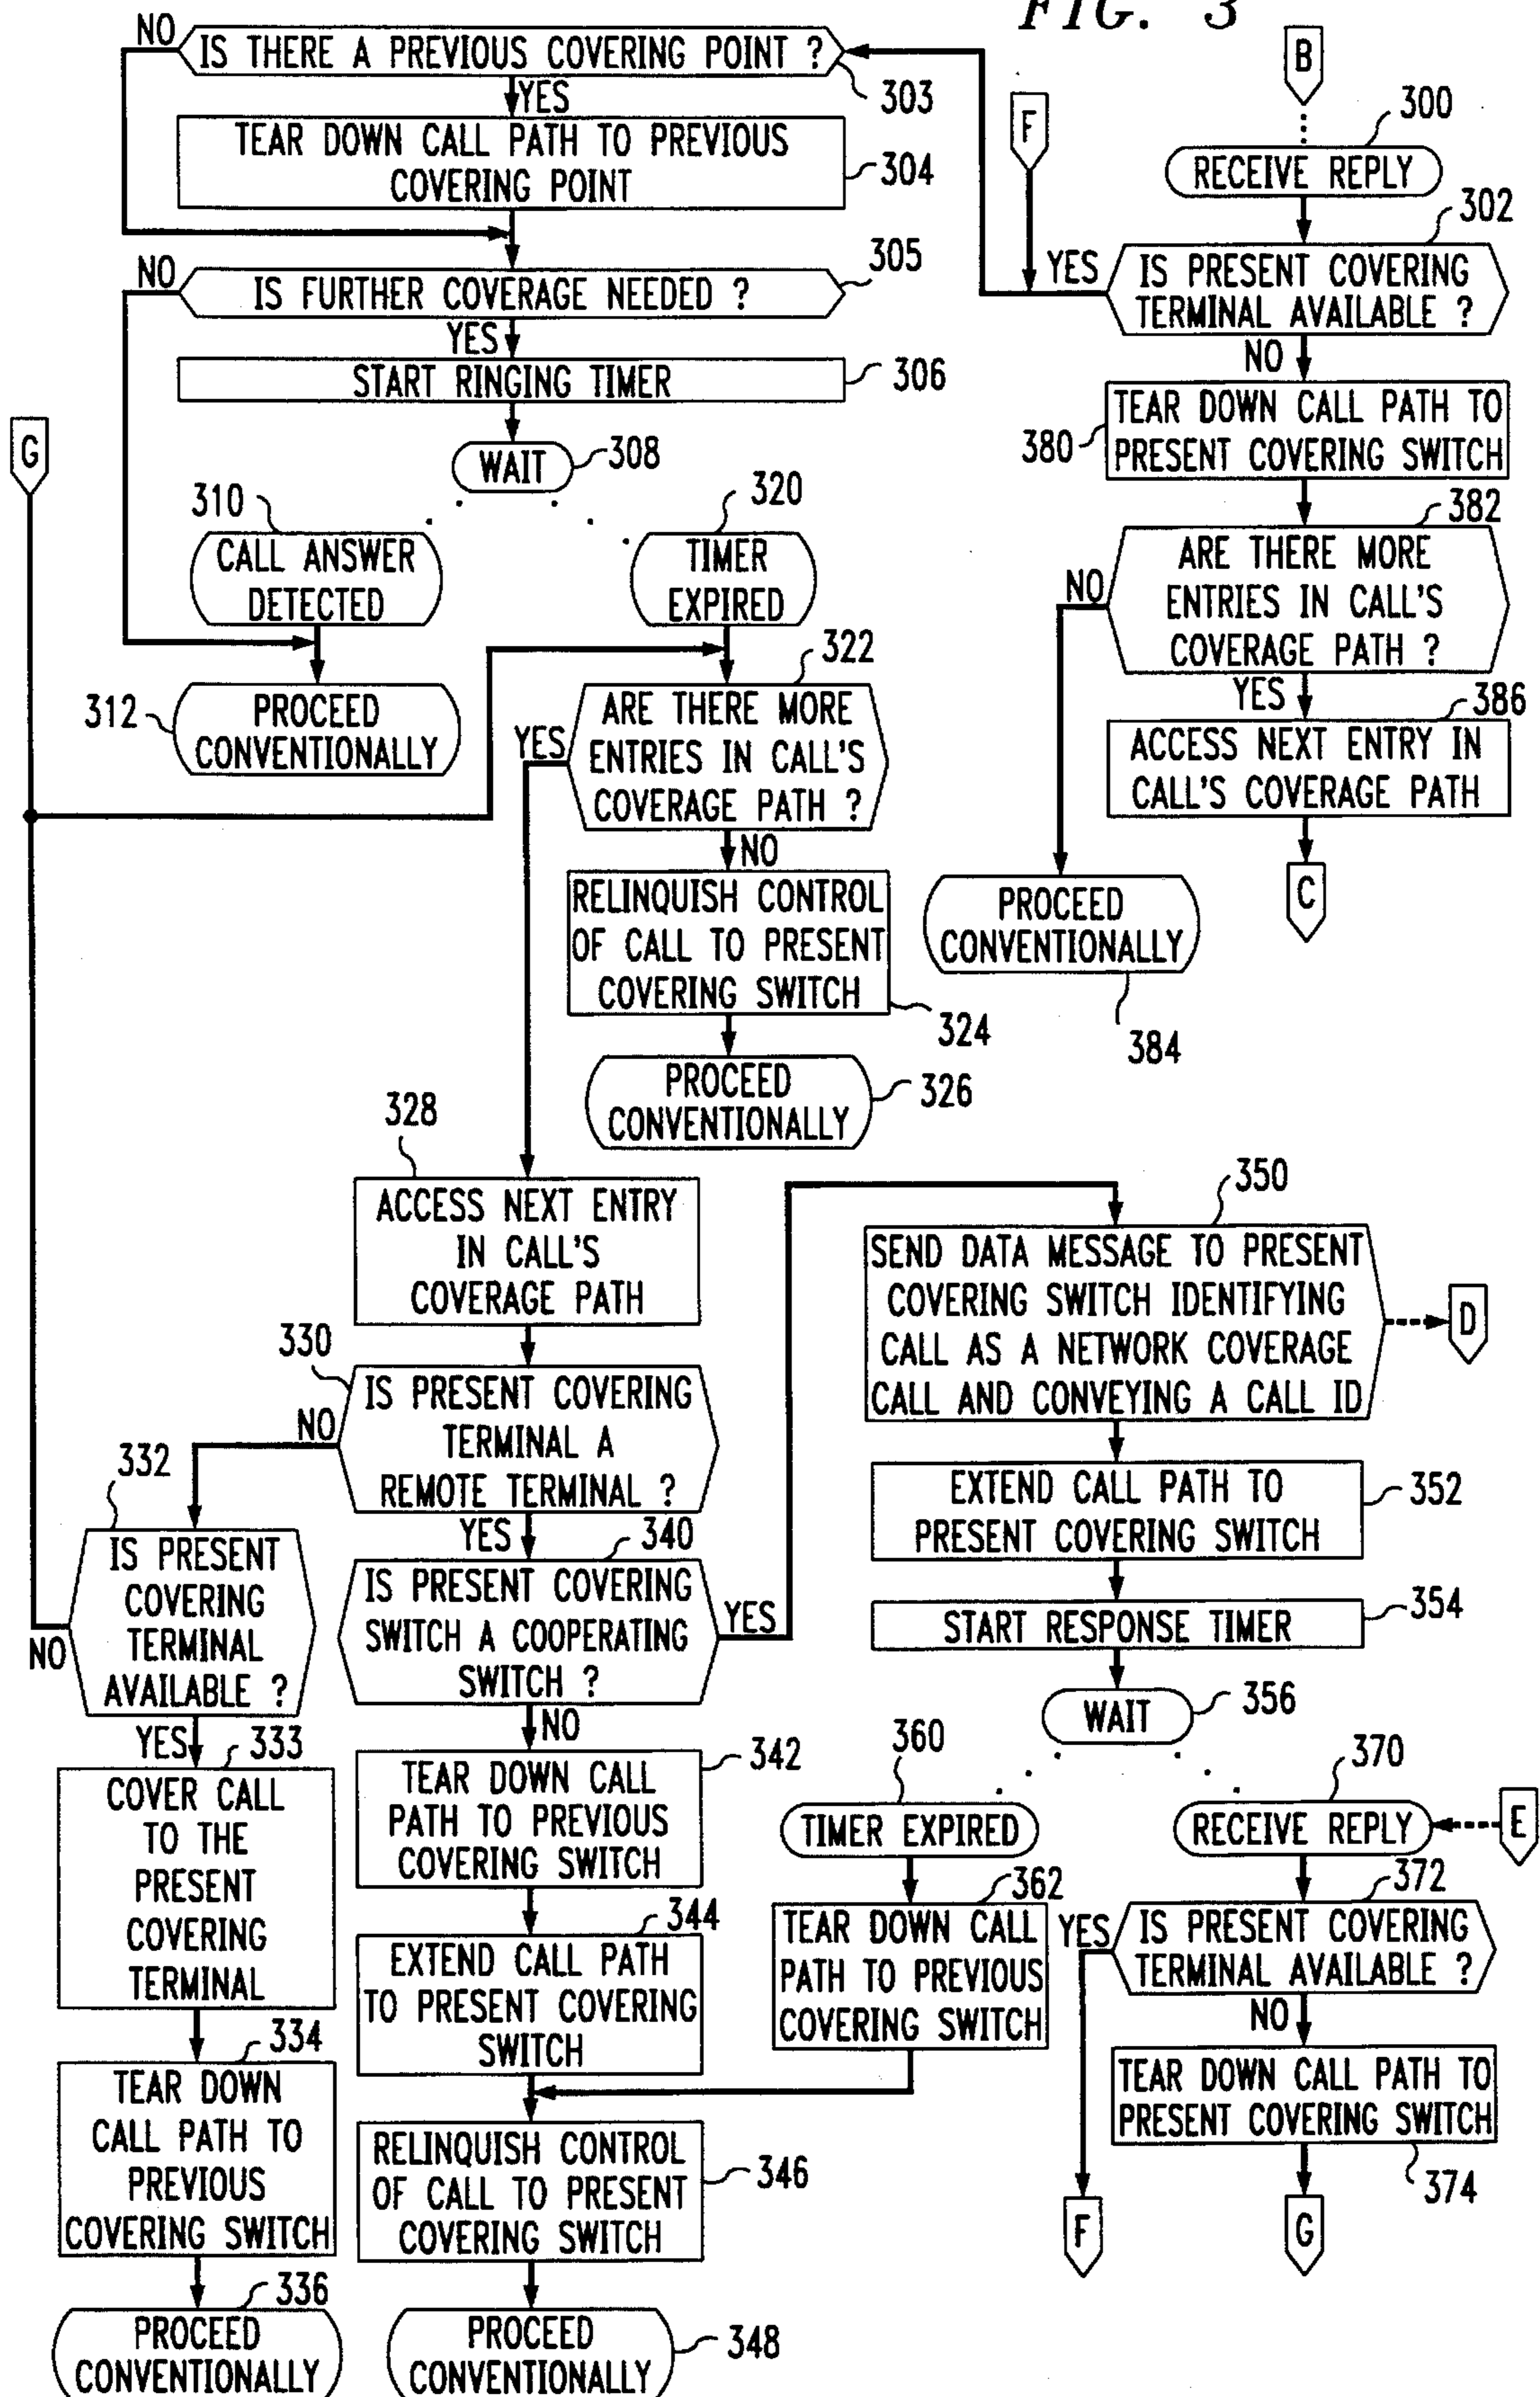 FIG. 3
NO
IS THERE A PREVIOUS COVERING POINT ?
303
YES
TEAR DOWN CALL PATH TO PREVIOUS
COVERING POINT
304
NO
IS FURTHER COVERAGE NEEDED ?
305
YES
START RINGING TIMER
306
WAIT
308
G
310
CALL ANSWER
DETECTED
320
TIMER
EXPIRED
312
PROCEED
CONVENTIONALLY
322
ARE THERE MORE
ENTRIES IN CALL'S
COVERAGE PATH ?
YES
NO
RELINQUISH CONTROL
OF CALL TO PRESENT
COVERING SWITCH
324
PROCEED
CONVENTIONALLY
326
B
F
300
RECEIVE REPLY
302
YES
IS PRESENT COVERING
TERMINAL AVAILABLE ?
NO
380
TEAR DOWN CALL PATH TO
PRESENT COVERING SWITCH
382
ARE THERE MORE
ENTRIES IN CALL'S
COVERAGE PATH ?
NO
YES
386
ACCESS NEXT ENTRY IN
CALL'S COVERAGE PATH
C
PROCEED
CONVENTIONALLY
384
328
ACCESS NEXT ENTRY
IN CALL'S
COVERAGE PATH
330
IS PRESENT COVERING
TERMINAL A
REMOTE TERMINAL ?
NO
YES
332
IS PRESENT
COVERING
TERMINAL
AVAILABLE ?
NO
YES
333
COVER CALL
TO THE
PRESENT
COVERING
TERMINAL
334
TEAR DOWN
CALL PATH TO
PREVIOUS
COVERING SWITCH
336
PROCEED
CONVENTIONALLY
340
IS PRESENT COVERING
SWITCH A COOPERATING
SWITCH ?
YES
NO
342
TEAR DOWN CALL
PATH TO PREVIOUS
COVERING SWITCH
344
EXTEND CALL PATH
TO PRESENT COVERING
SWITCH
RELINQUISH CONTROL
OF CALL TO PRESENT
COVERING SWITCH
346
PROCEED
CONVENTIONALLY
348
350
SEND DATA MESSAGE TO PRESENT
COVERING SWITCH IDENTIFYING
CALL AS A NETWORK COVERAGE
CALL AND CONVEYING A CALL ID
D
EXTEND CALL PATH TO
PRESENT COVERING SWITCH
352
START RESPONSE TIMER
354
WAIT
356
360
TIMER EXPIRED
362
TEAR DOWN CALL
PATH TO PREVIOUS
COVERING SWITCH
370
RECEIVE REPLY
E
372
YES
IS PRESENT COVERING
TERMINAL AVAILABLE ?
NO
TEAR DOWN CALL PATH TO
PRESENT COVERING SWITCH
374
F
G